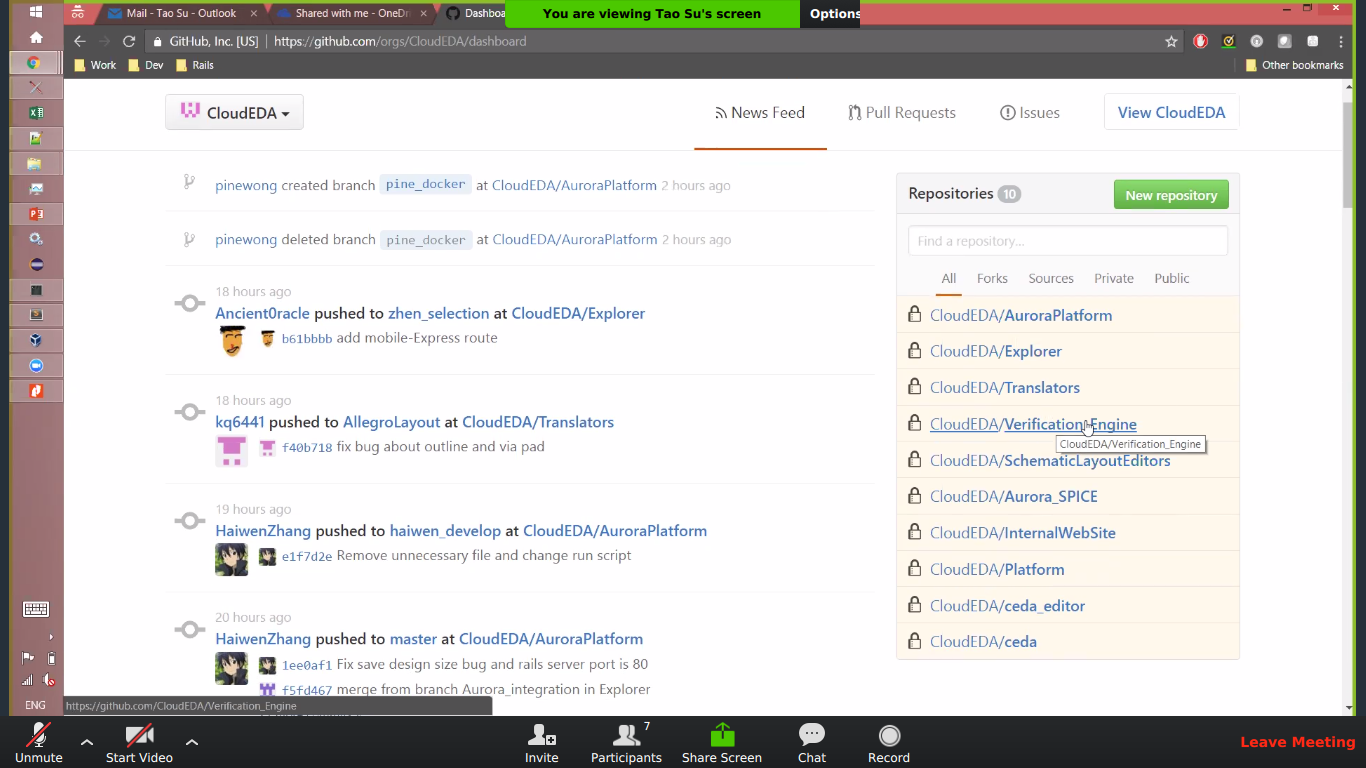 You are viewing Tao Su's screen
Options
Mail - Tao Su - Outlook
Shared with me - OneDri
Dashboa
GitHub, Inc. [US] | https://github.com/orgs/CloudEDA/dashboard
Work
Dev
Rails
Other bookmarks
CloudEDA
News Feed
Pull Requests
Issues
View CloudEDA
pinewong created branch pine_docker at CloudEDA/AuroraPlatform 2 hours ago
pinewong deleted branch pine_docker at CloudEDA/AuroraPlatform 2 hours ago
18 hours ago
Ancient0racle pushed to zhen_selection at CloudEDA/Explorer
b61bbbb add mobile-Express route
18 hours ago
kq6441 pushed to AllegroLayout at CloudEDA/Translators
f40b718 fix bug about outline and via pad
19 hours ago
HaiwenZhang pushed to haiwen_develop at CloudEDA/AuroraPlatform
e1f7d2e Remove unnecessary file and change run script
20 hours ago
HaiwenZhang pushed to master at CloudEDA/AuroraPlatform
1ee0af1 Fix save design size bug and rails server port is 80
f5fd467 merge from branch Aurora_integration in Explorer
Repositories 10
New repository
Find a repository...
All
Forks
Sources
Private
Public
CloudEDA/AuroraPlatform
CloudEDA/Explorer
CloudEDA/Translators
CloudEDA/Verification_Engine
CloudEDA/Verification_Engine
CloudEDA/SchematicLayoutEditors
CloudEDA/Aurora_SPICE
CloudEDA/InternalWebSite
CloudEDA/Platform
CloudEDA/ceda_editor
CloudEDA/ceda
ENG
https://github.com/CloudEDA/Verification_Engine
Unmute
Start Video
Invite
7
Participants
Share Screen
Chat
Record
Leave Meeting